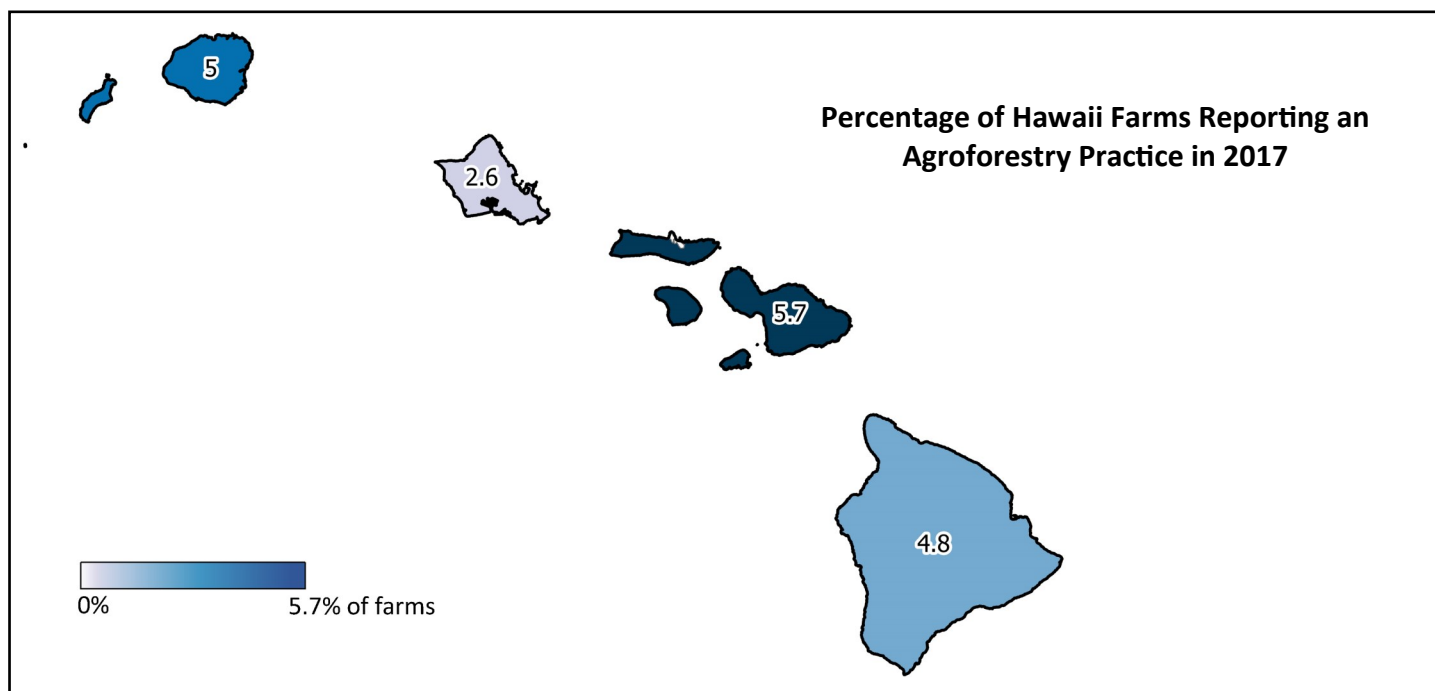 5
Percentage of Hawaii Farms Reporting an
Agroforestry Practice in 2017
2.6
5.7
4.8
0%
5.7% of farms